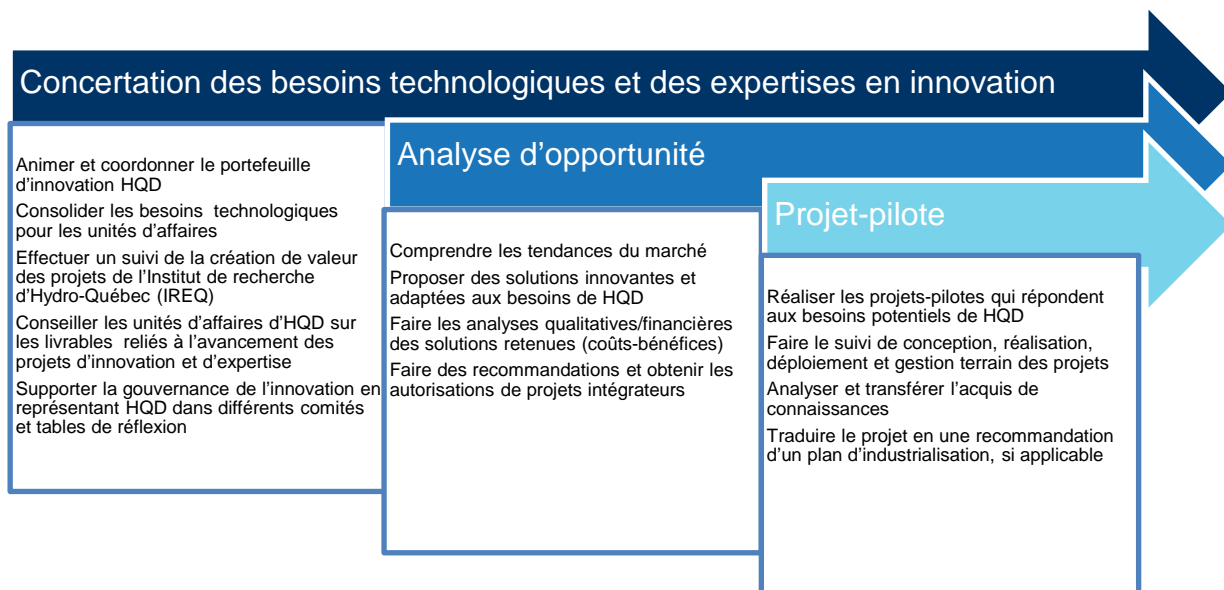 Concertation des besoins technologiques et des expertises en innovation
Animer et coordonner le portefeuille
d'innovation HQD
Consolider les besoins  technologiques
pour les unités d'affaires
Effectuer un suivi de la création de valeur
des projets de l'Institut de recherche
d'Hydro-Québec (IREQ)
Conseiller les unités d'affaires d'HQD sur
les livrables  reliés à l'avancement des
projets d'innovation et d'expertise
Supporter la gouvernance de l'innovation en
représentant HQD dans différents comités
et tables de réflexion
Analyse d'opportunité
Comprendre les tendances du marché
Proposer des solutions innovantes et
adaptées aux besoins de HQD
Faire les analyses qualitatives/financières
des solutions retenues (coûts-bénéfices)
Faire des recommandations et obtenir les
autorisations de projets intégrateurs
Projet-pilote
Réaliser les projets-pilotes qui répondent
aux besoins potentiels de HQD
Faire le suivi de conception, réalisation,
déploiement et gestion terrain des projets
Analyser et transférer l'acquis de
connaissances
Traduire le projet en une recommandation
d'un plan d'industrialisation, si applicable